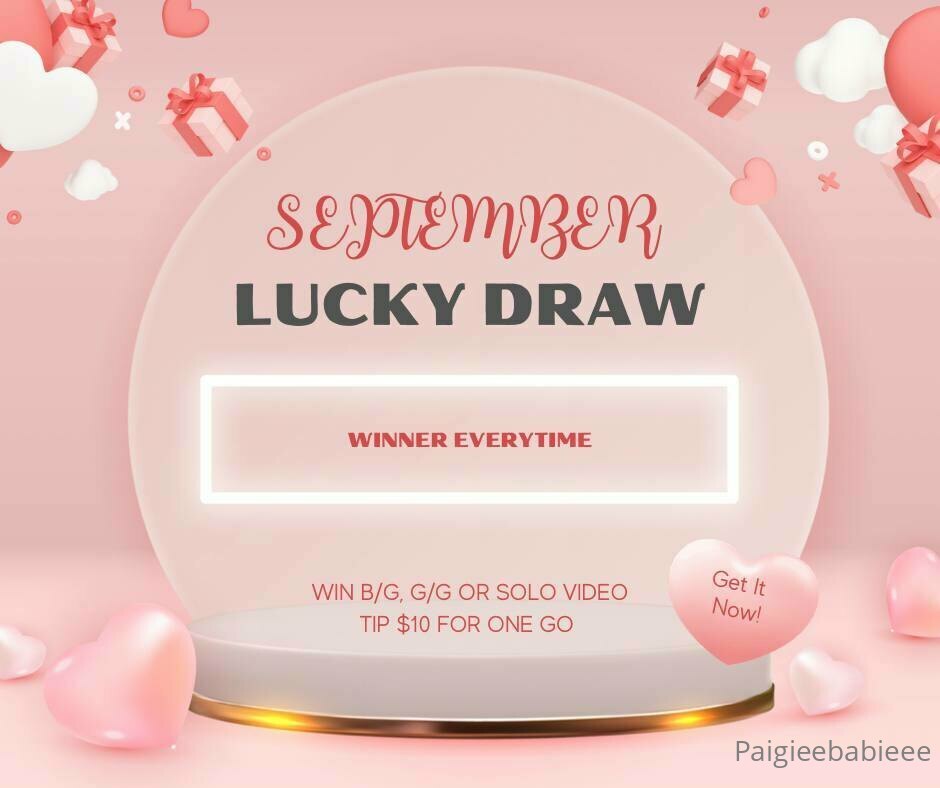 SEPTEMBER
LUCKY DRAW
WINNER EVERYTIME
WIN B/G, G/G OR SOLO VIDEO
TIP $10 FOR ONE GO
Get It
Now!
Paigieebabieee